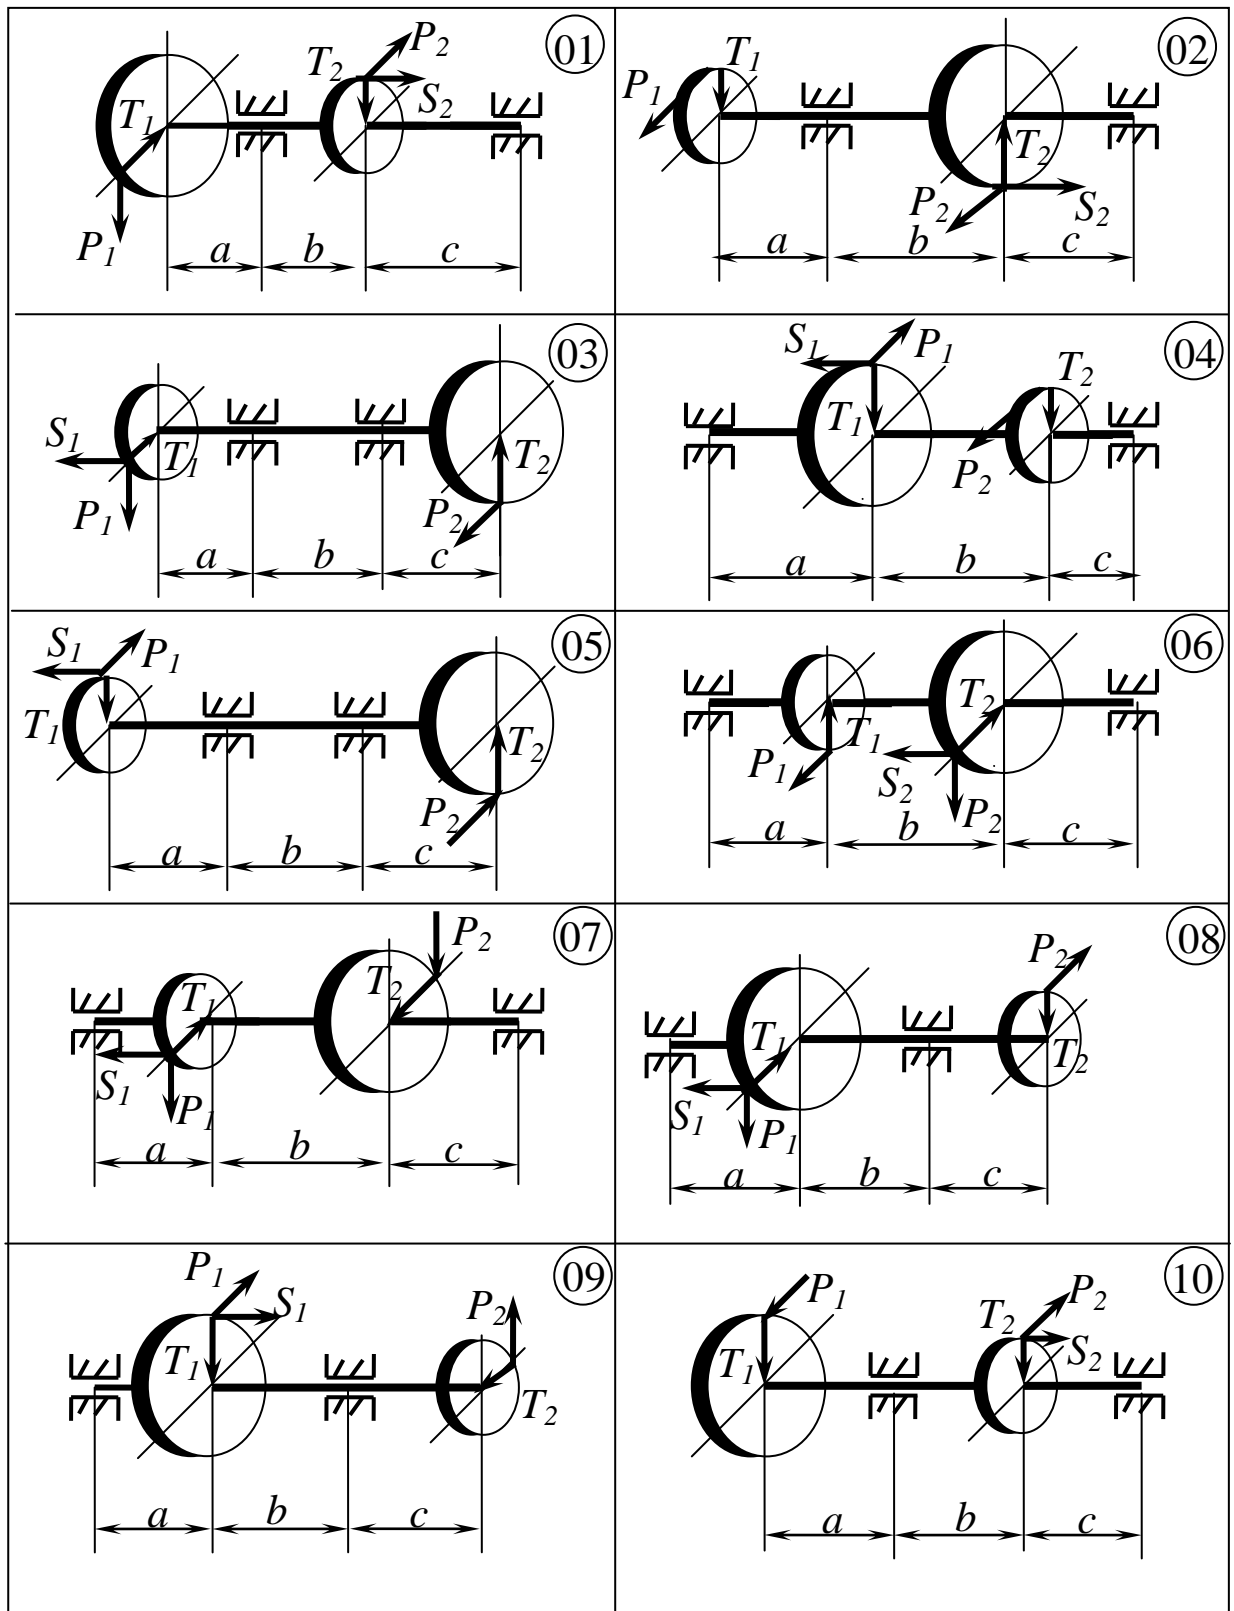 01
P₂
T₂
S₂
T₁
P₁
a b c
02
T₁
P₁
T₂
P₂
S₂
a b c
03
S₁
T₁
P₁
T₂
P₂
a b c
04
S₁ P₁
T₂
T₁
P₂
a b c
05
S₁ P₁
T₁
T₂
P₂
a b c
06
T₂
T₁
P₁
S₂
P₂
a b c
07
P₂
T₂
T₁
S₁
P₁
a b c
08
P₂
T₁
T₂
S₁
P₁
a b c
09
P₁
S₁
P₂
T₁
T₂
a b c
10
P₁
P₂
T₂
S₂
T₁
a b c